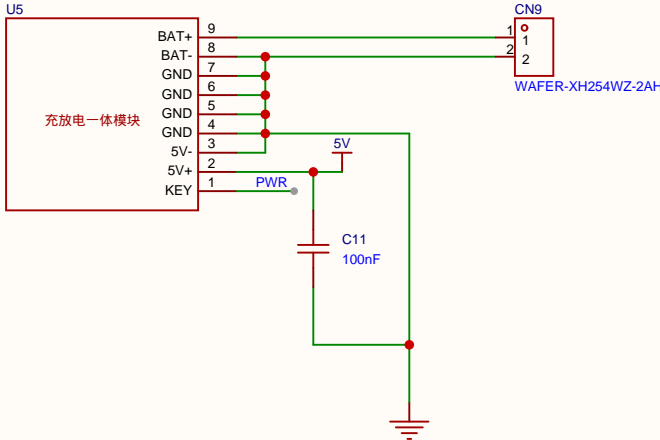 U5
CN9
BAT+ 9
BAT- 8
GND 7
GND 6
GND 5
GND 4
5V- 3
5V+ 2
KEY 1
充放电一体模块
1 1
2 2
WAFER-XH254WZ-2AH
5V
PWR
C11
100nF